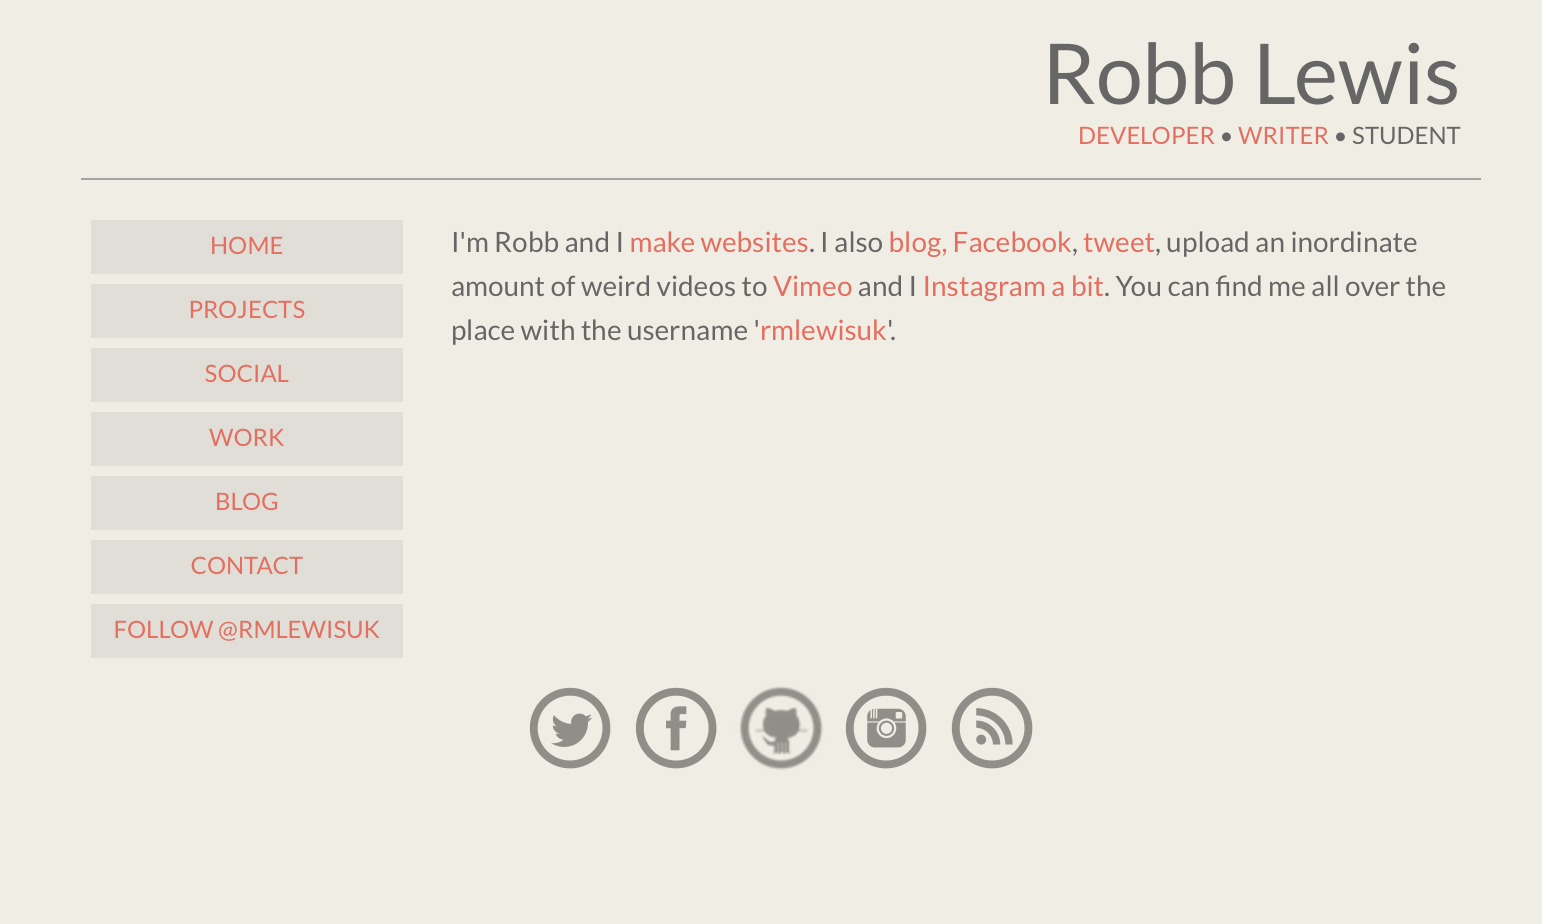 Robb Lewis
DEVELOPER • WRITER • STUDENT
HOME
PROJECTS
SOCIAL
WORK
BLOG
CONTACT
FOLLOW @RMLEWISUK
I'm Robb and I make websites. I also blog, Facebook, tweet, upload an inordinate
amount of weird videos to Vimeo and I Instagram a bit. You can find me all over the
place with the username 'rmlewisuk'.